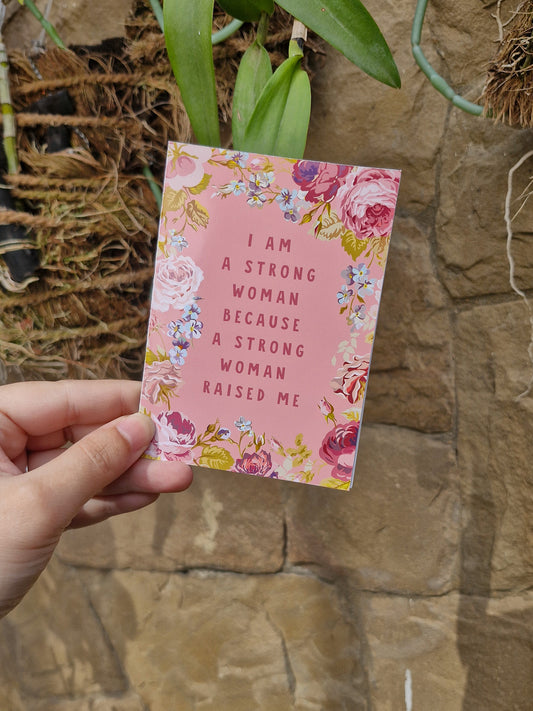 I AM
A STRONG
WOMAN
BECAUSE
A STRONG
WOMAN
RAISED ME